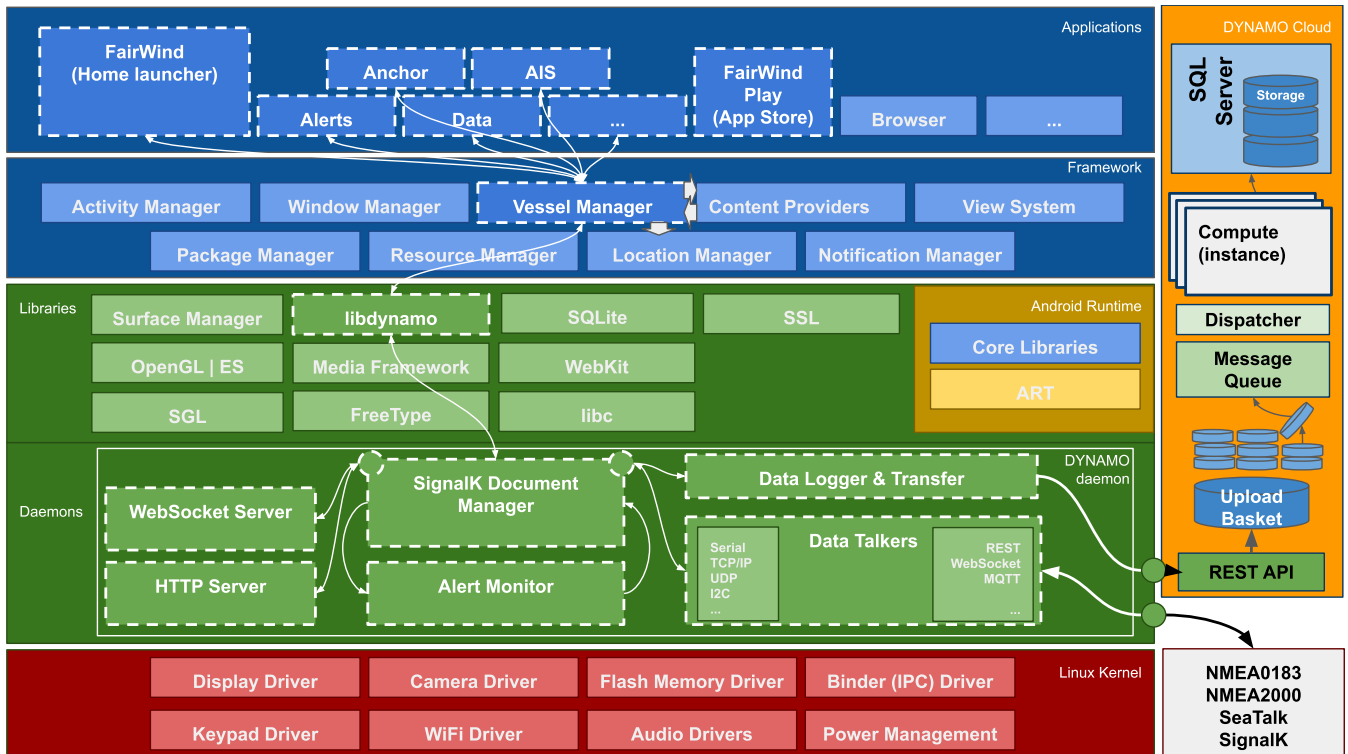 Applications
FairWind
(Home launcher)
Anchor
AIS
Alerts
Data
...
FairWind
Play
(App Store)
Browser
...
Framework
Activity Manager
Window Manager
Vessel Manager
Content Providers
View System
Package Manager
Resource Manager
Location Manager
Notification Manager
Libraries
Surface Manager
libdynamo
SQLite
SSL
OpenGL | ES
Media Framework
WebKit
SGL
FreeType
libc
Android Runtime
Core Libraries
ART
Daemons
DYNAMO
daemon
WebSocket Server
HTTP Server
SignalK Document
Manager
Alert Monitor
Data Logger & Transfer
Data Talkers
Serial
TCP/IP
UDP
I2C
...
REST
WebSocket
MQTT
...
Linux Kernel
Display Driver
Camera Driver
Flash Memory Driver
Binder (IPC) Driver
Keypad Driver
WiFi Driver
Audio Drivers
Power Management
DYNAMO Cloud
SQL
Server
Storage
Compute
(instance)
Dispatcher
Message
Queue
Upload
Basket
REST API
NMEA0183
NMEA2000
SeaTalk
SignalK